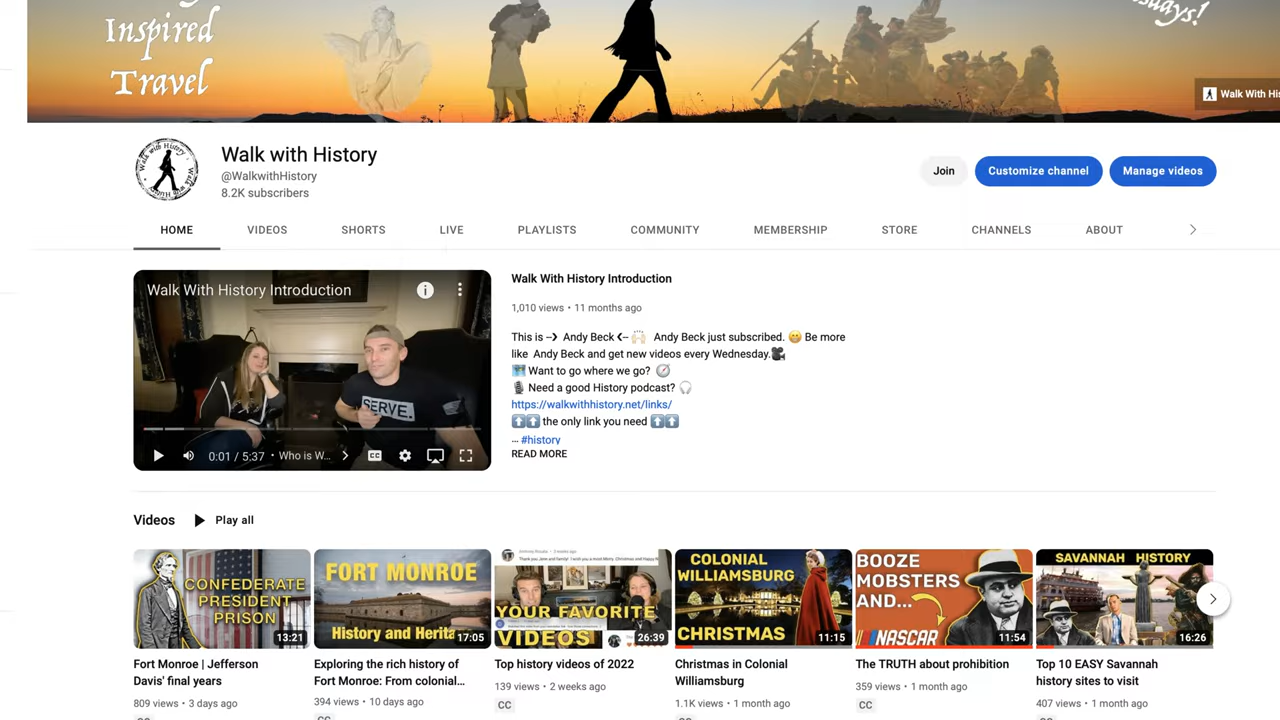 Inspired
Travel
Walk With His
Walk with History
@WalkwithHistory
8.2K subscribers
Join
Customize channel
Manage videos
HOME
VIDEOS
SHORTS
LIVE
PLAYLISTS
COMMUNITY
MEMBERSHIP
STORE
CHANNELS
ABOUT
Walk With History Introduction
SERVE.
0:01 / 5:37 • Who is W...
CC
Walk With History Introduction
1,010 views • 11 months ago
This is --> Andy Beck <-- 🙌🏻 Andy Beck just subscribed. 😁 Be more
like Andy Beck and get new videos every Wednesday.🎥
🗺️ Want to go where we go? 🧭
🎙️ Need a good History podcast? 🎧
https://walkwithhistory.net/links/
⬆️⬆️ the only link you need ⬆️⬆️
... #history
READ MORE
Videos
Play all
CONFEDERATE
PRESIDENT
PRISON
13:21
Fort Monroe | Jefferson
Davis' final years
809 views • 3 days ago
FORT MONROE
History and Herita
17:05
Exploring the rich history of
Fort Monroe: From colonial...
394 views • 10 days ago
YOUR FAVORITE
VIDEOS
26:39
Top history videos of 2022
139 views • 2 weeks ago
CC
COLONIAL
WILLIAMSBURG
CHRISTMAS
11:15
Christmas in Colonial
Williamsburg
1.1K views • 1 month ago
BOOZE
MOBSTERS
AND...
NASCAR
11:54
The TRUTH about prohibition
359 views • 1 month ago
CC
SAVANNAH HISTORY
16:26
Top 10 EASY Savannah
history sites to visit
407 views • 1 month ago